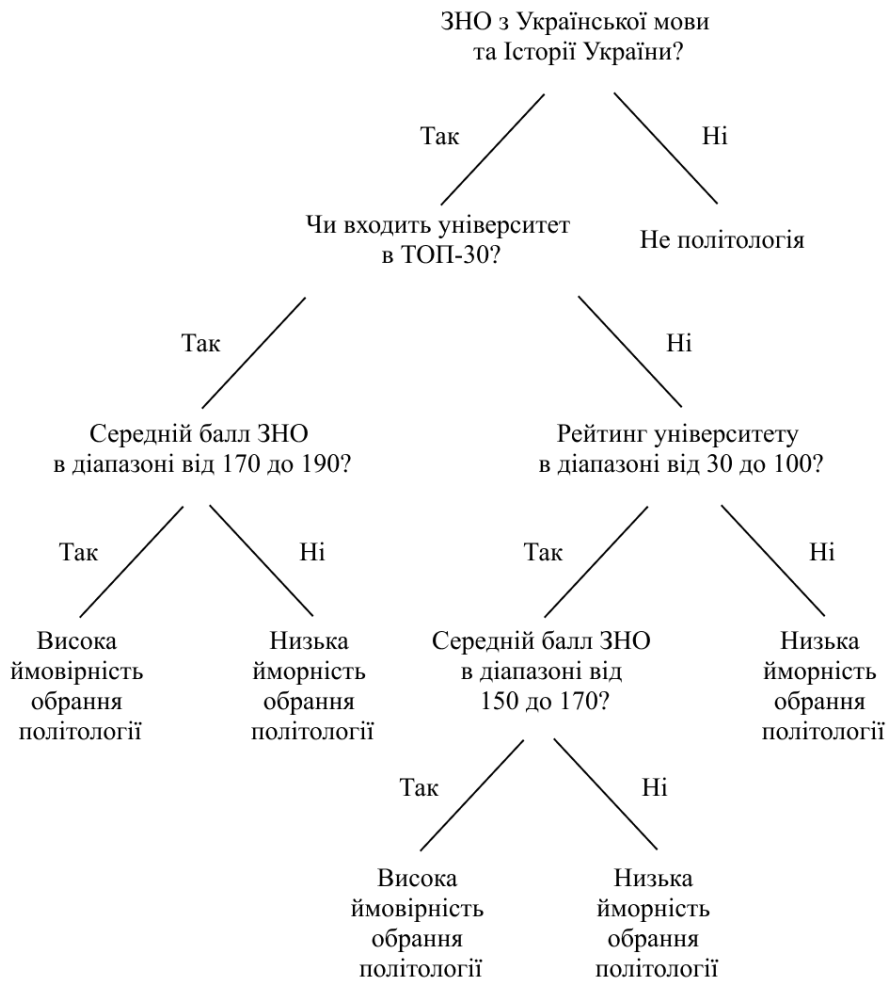 ЗНО з Української мови
та Історії України?
Так
Ні
Чи входить університет
в ТОП-30?
Не політологія
Так
Ні
Середній балл ЗНО
в діапазоні від 170 до 190?
Рейтинг університету
в діапазоні від 30 до 100?
Так
Ні
Так
Ні
Висока
ймовірність
обрання
політології
Низька
йморність
обрання
політології
Середній балл ЗНО
в діапазоні від
150 до 170?
Низька
йморність
обрання
політології
Так
Ні
Висока
ймовірність
обрання
політології
Низька
йморність
обрання
політології